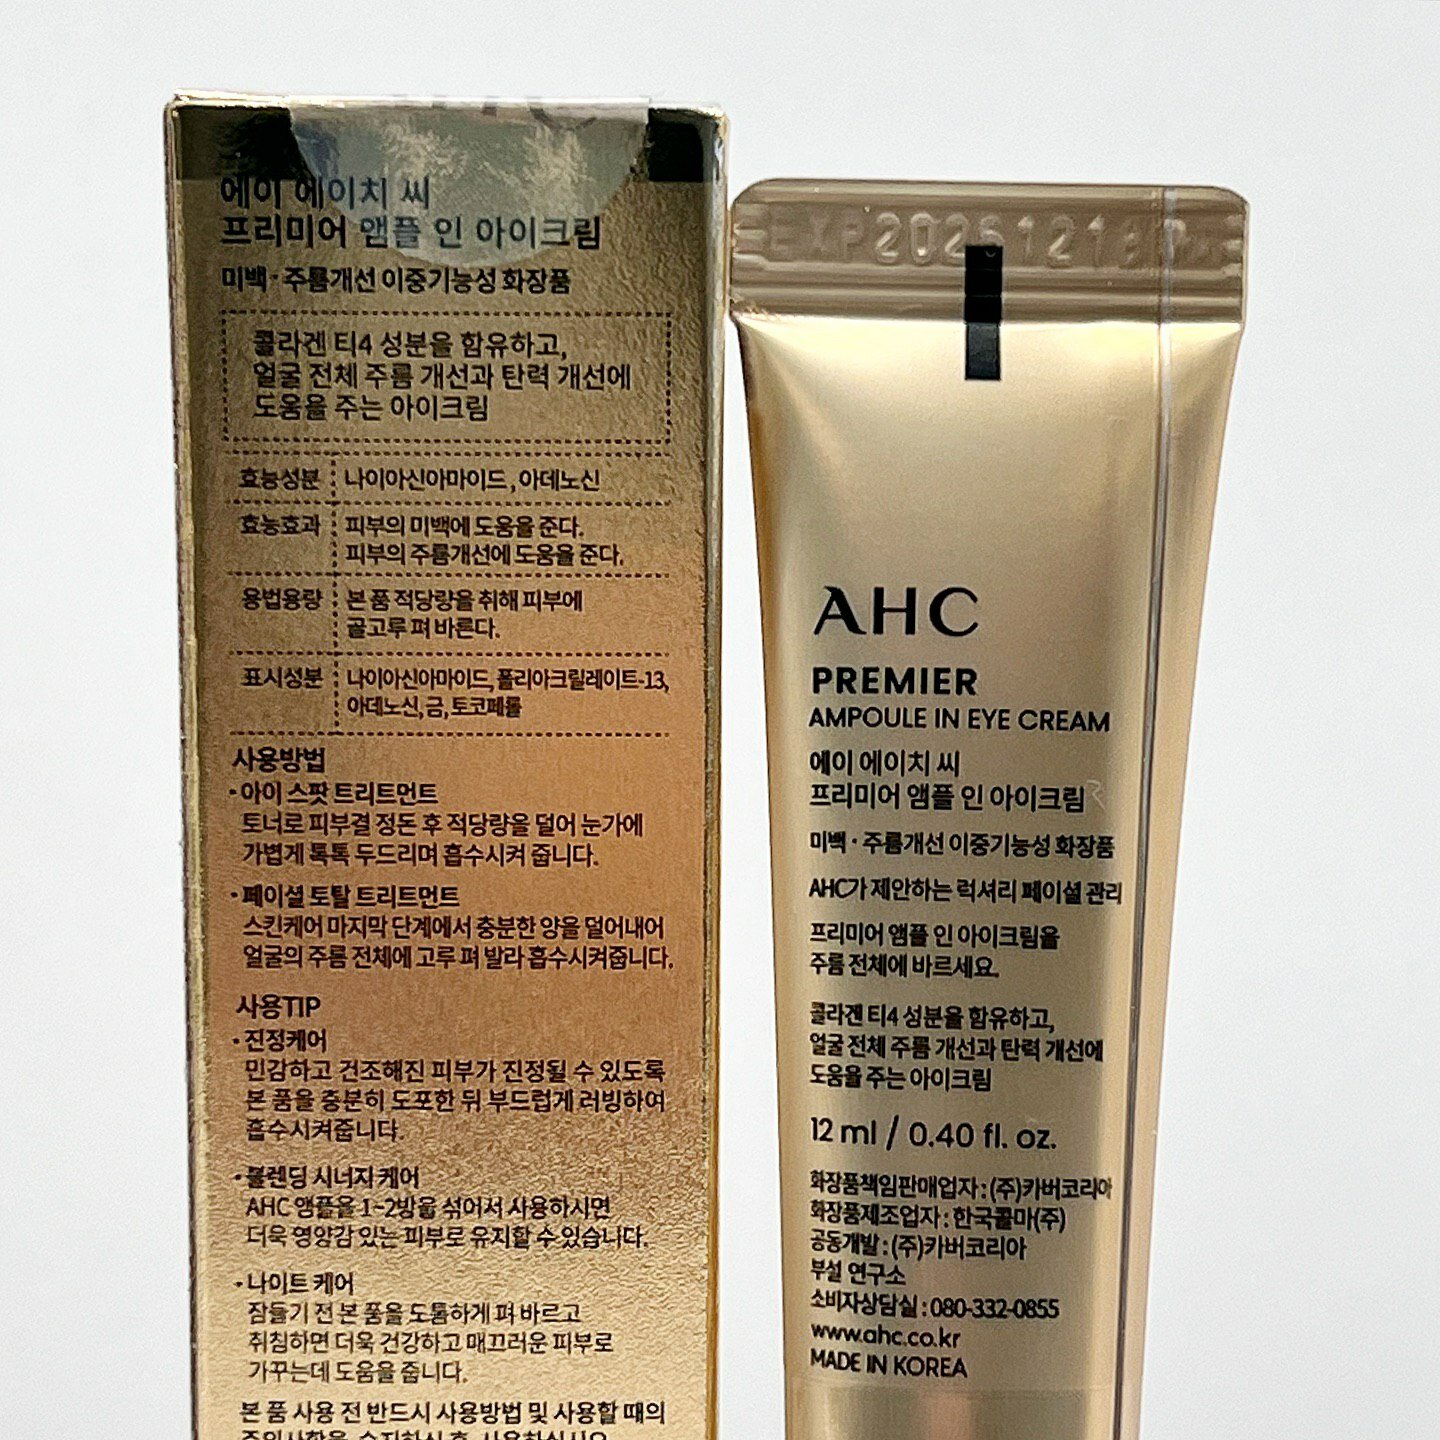 에이 에이치 씨
프리미어 앰플 인 아이크림
미백·주름개선 이중기능성 화장품
콜라겐 티4 성분을 함유하고,
얼굴 전체 주름 개선과 탄력 개선에
도움을 주는 아이크림
효능성분 나이아신아마이드, 아데노신
효능효과 피부의 미백에 도움을 준다.
피부의 주름개선에 도움을 준다.
용법용량 본 품 적당량을 취해 피부에
골고루 펴 바른다.
표시성분 나이아신아마이드, 폴리아크릴레이트-13,
아데노신, 금, 토코페롤
사용방법
·아이 스팟 트리트먼트
토너로 피부결 정돈 후 적당량을 덜어 눈가에
가볍게 톡톡 두드리며 흡수시켜 줍니다.
·페이셜 토탈 트리트먼트
스킨케어 마지막 단계에서 충분한 양을 덜어내어
얼굴의 주름 전체에 고루 펴 발라 흡수시켜줍니다.
사용TIP
·진정케어
민감하고 건조해진 피부가 진정될 수 있도록
본 품을 충분히 도포한 뒤 부드럽게 러빙하여
흡수시켜줍니다.
·블렌딩 시너지 케어
AHC 앰플을 1~2방울 섞어서 사용하시면
더욱 영양감 있는 피부로 유지할 수 있습니다.
·나이트 케어
잠들기 전 본 품을 도톰하게 펴 바르고
취침하면 더욱 건강하고 매끄러운 피부로
가꾸는데 도움을 줍니다.
본 품 사용 전 반드시 사용방법 및 사용할 때의
EXP
AHC
PREMIER
AMPOULE IN EYE CREAM
에이 에이치 씨
프리미어 앰플 인 아이크림
미백·주름개선 이중기능성 화장품
AHC가 제안하는 럭셔리 페이셜 관리
프리미어 앰플 인 아이크림을
주름 전체에 바르세요.
콜라겐 티4 성분을 함유하고,
얼굴 전체 주름 개선과 탄력 개선에
도움을 주는 아이크림
12 ml / 0.40 fl. oz.
화장품책임판매업자 : (주)카버코리아
화장품제조업자 : 한국콜마(주)
공동개발 : (주)카버코리아
부설 연구소
소비자상담실 : 080-332-0855
www.ahc.co.kr
MADE IN KOREA